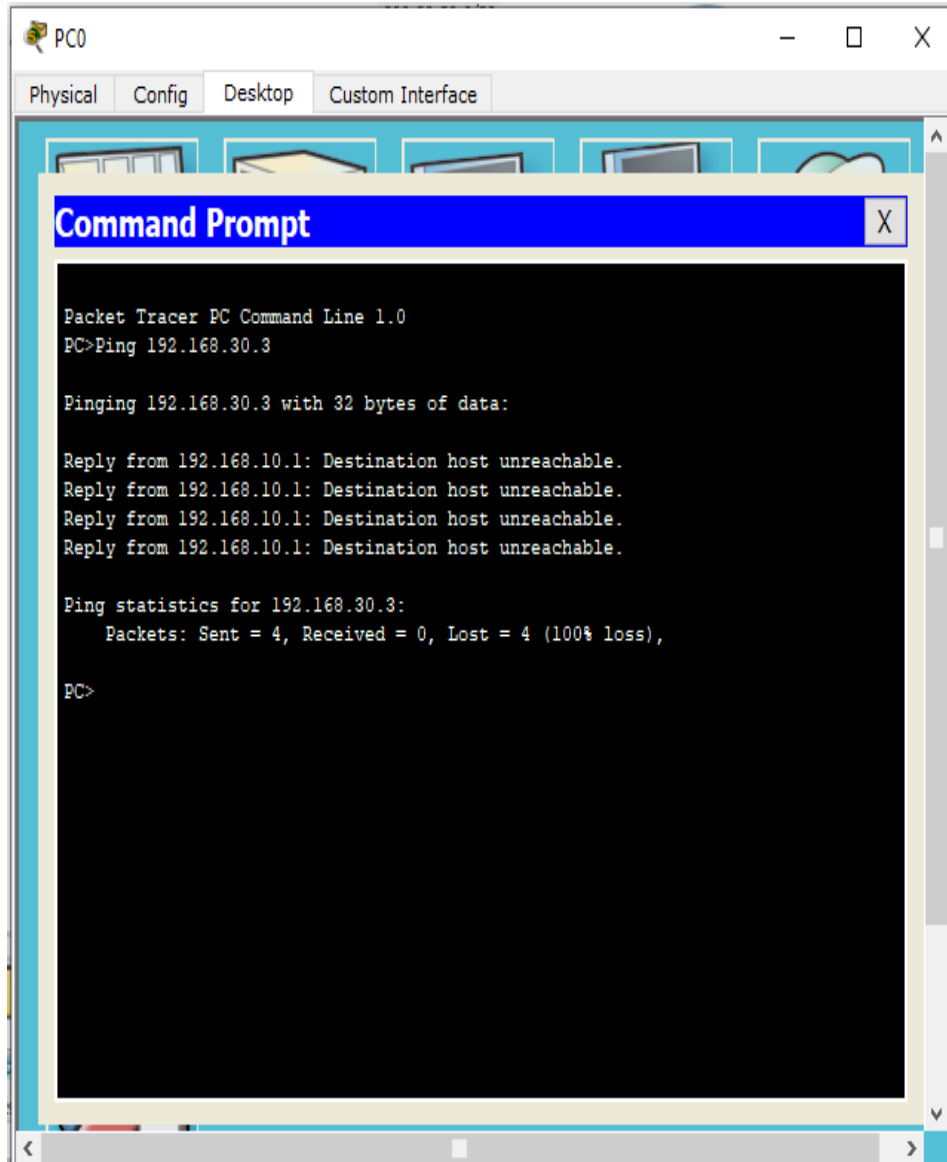 PC0
Physical Config Desktop Custom Interface
Command Prompt X
Packet Tracer PC Command Line 1.0
PC>Ping 192.168.30.3
Pinging 192.168.30.3 with 32 bytes of data:
Reply from 192.168.10.1: Destination host unreachable.
Reply from 192.168.10.1: Destination host unreachable.
Reply from 192.168.10.1: Destination host unreachable.
Reply from 192.168.10.1: Destination host unreachable.
Ping statistics for 192.168.30.3:
    Packets: Sent = 4, Received = 0, Lost = 4 (100% loss),
PC>